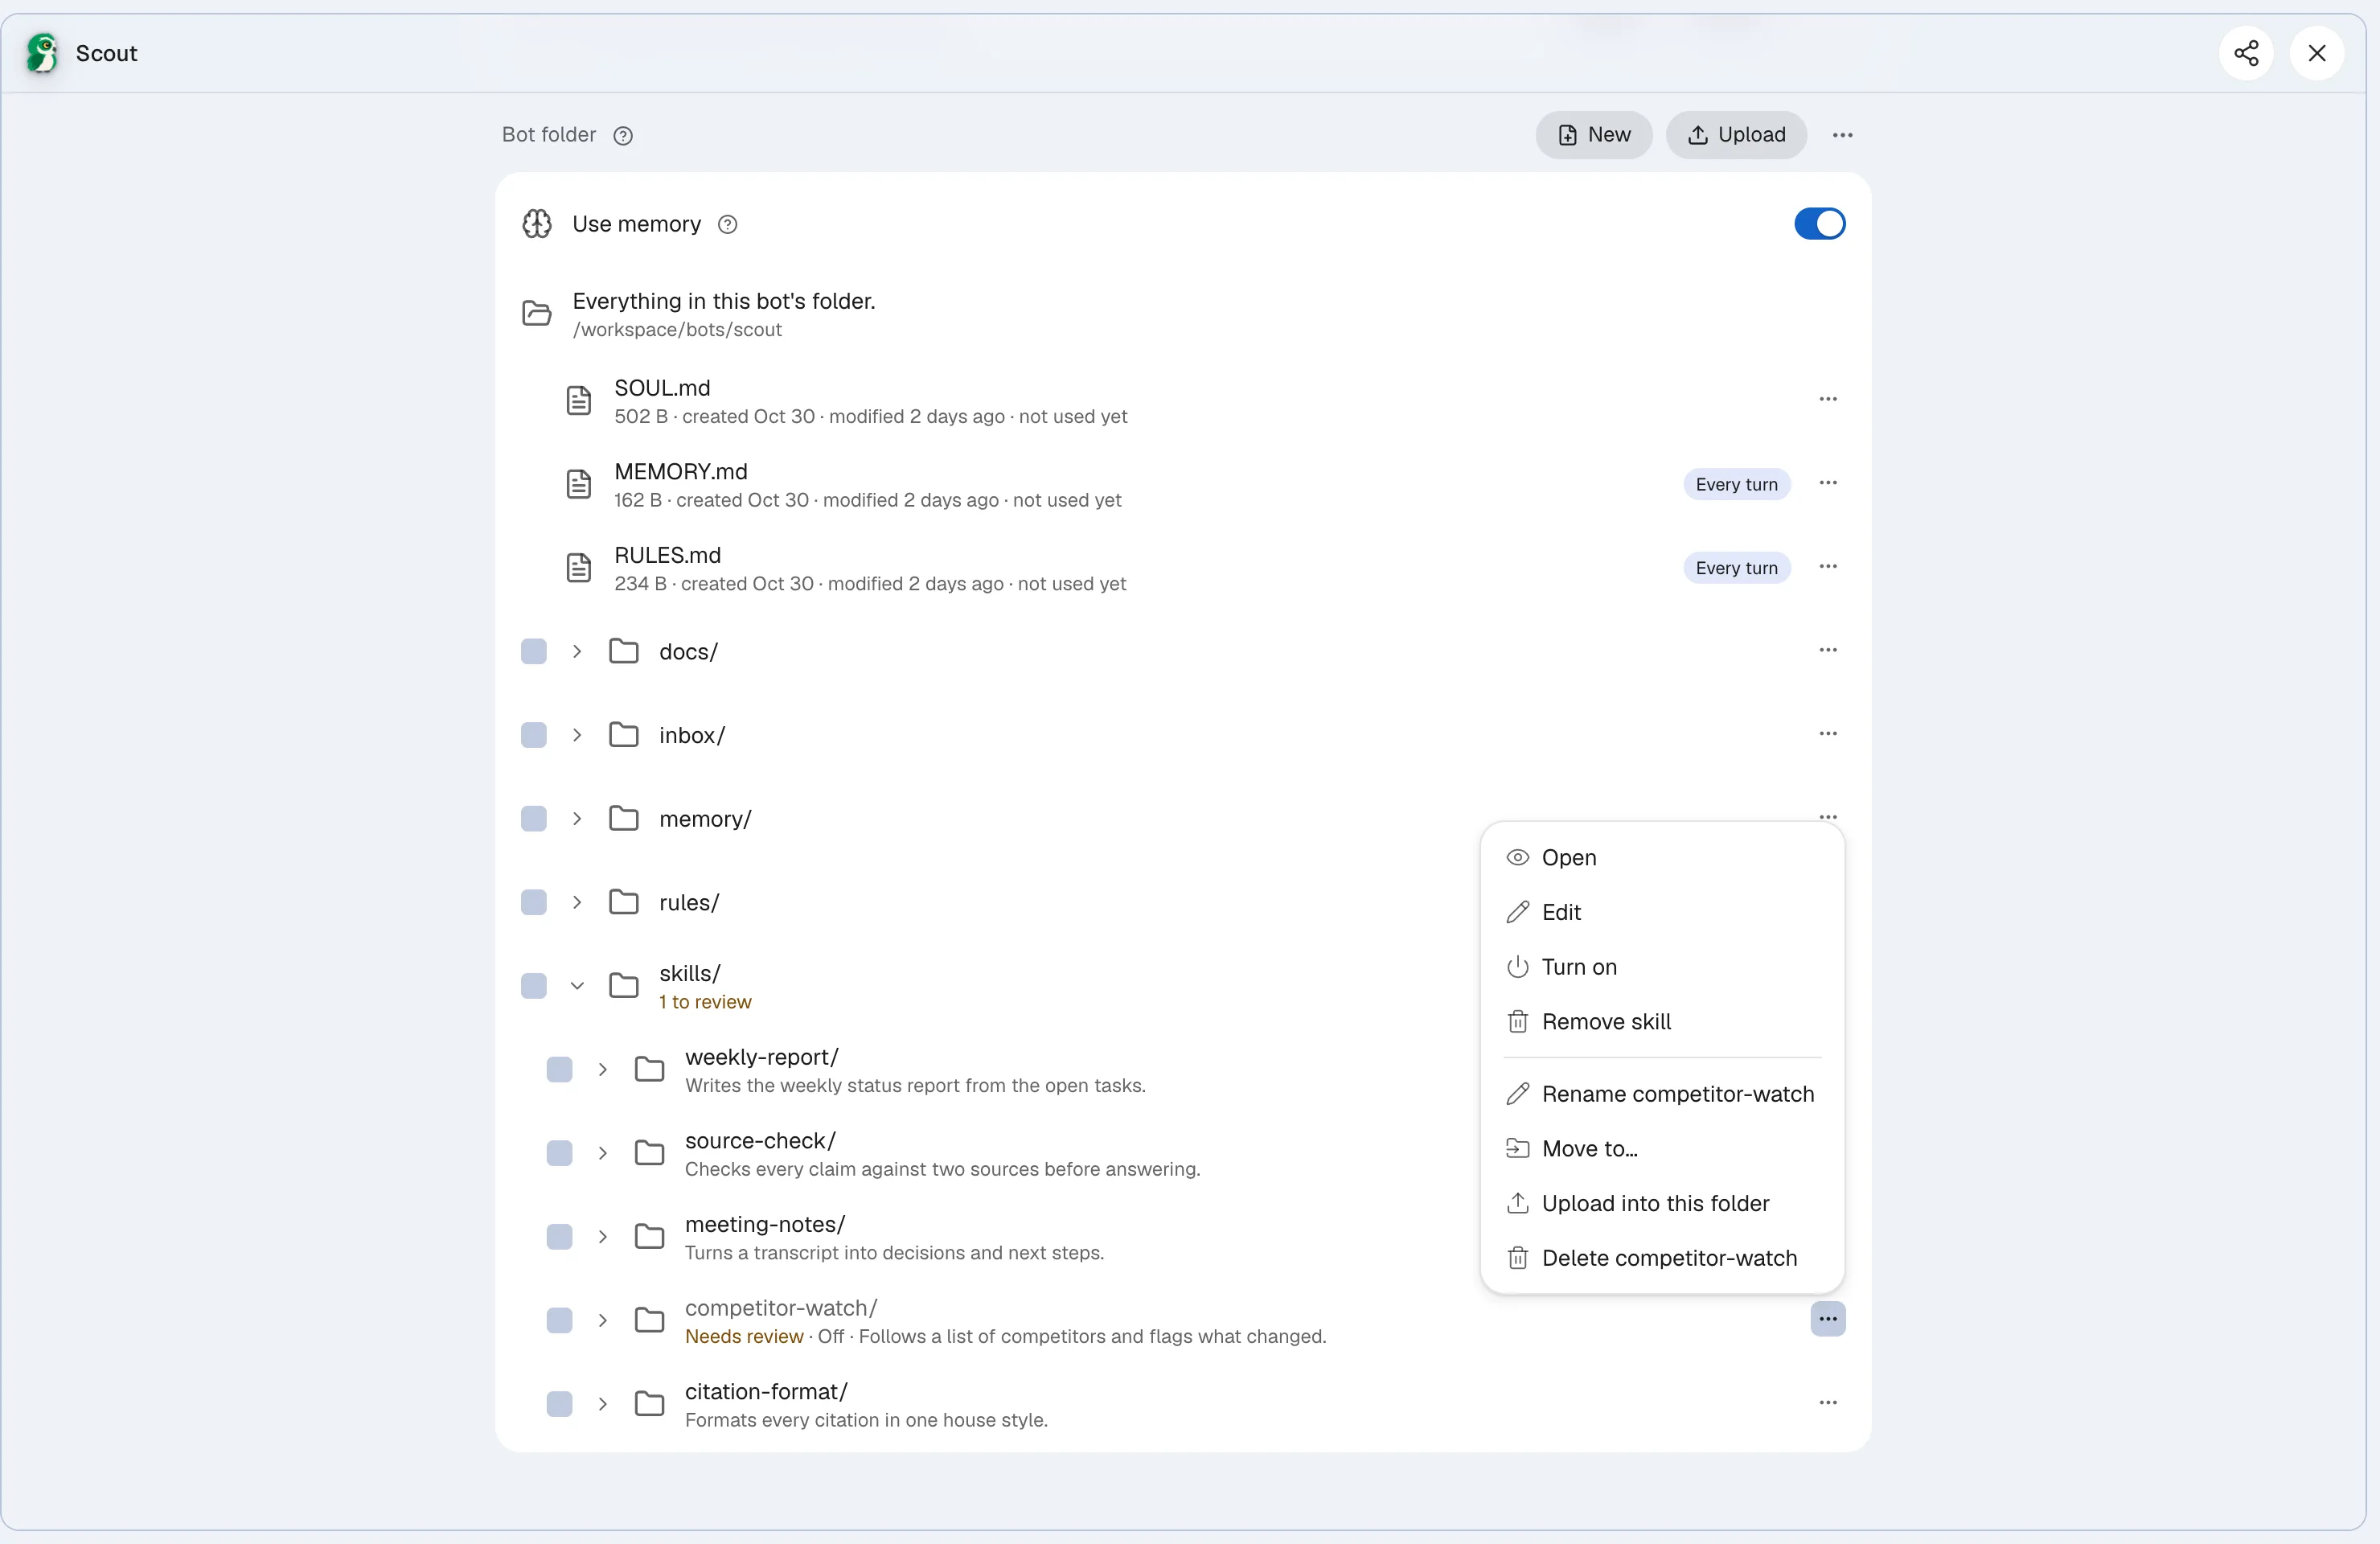 Scout
Bot folder
New
Upload
Use memory
Everything in this bot's folder.
/workspace/bots/scout
SOUL.md
502 B · created Oct 30 · modified 2 days ago · not used yet
MEMORY.md
162 B · created Oct 30 · modified 2 days ago · not used yet
Every turn
RULES.md
234 B · created Oct 30 · modified 2 days ago · not used yet
Every turn
docs/
inbox/
memory/
rules/
skills/
1 to review
weekly-report/
Writes the weekly status report from the open tasks.
source-check/
Checks every claim against two sources before answering.
meeting-notes/
Turns a transcript into decisions and next steps.
competitor-watch/
Needs review · Off · Follows a list of competitors and flags what changed.
citation-format/
Formats every citation in one house style.
Open
Edit
Turn on
Remove skill
Rename competitor-watch
Move to…
Upload into this folder
Delete competitor-watch